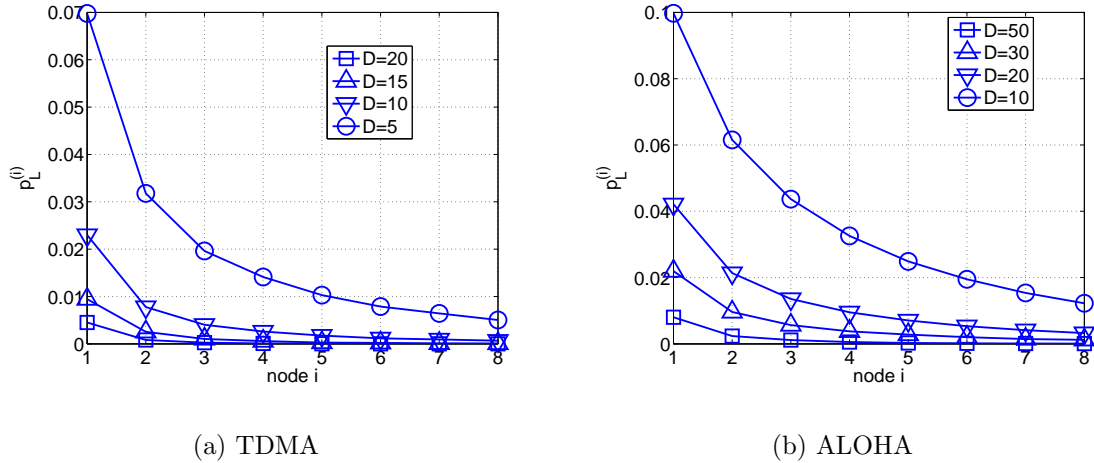 0.07
0.06
0.05
0.04
0.03
0.02
0.01
0
1 2 3 4 5 6 7 8
node i
p_L^(i)
D=20
D=15
D=10
D=5
(a) TDMA
0.1
0.08
0.06
0.04
0.02
0
1 2 3 4 5 6 7 8
node i
p_L^(i)
D=50
D=30
D=20
D=10
(b) ALOHA